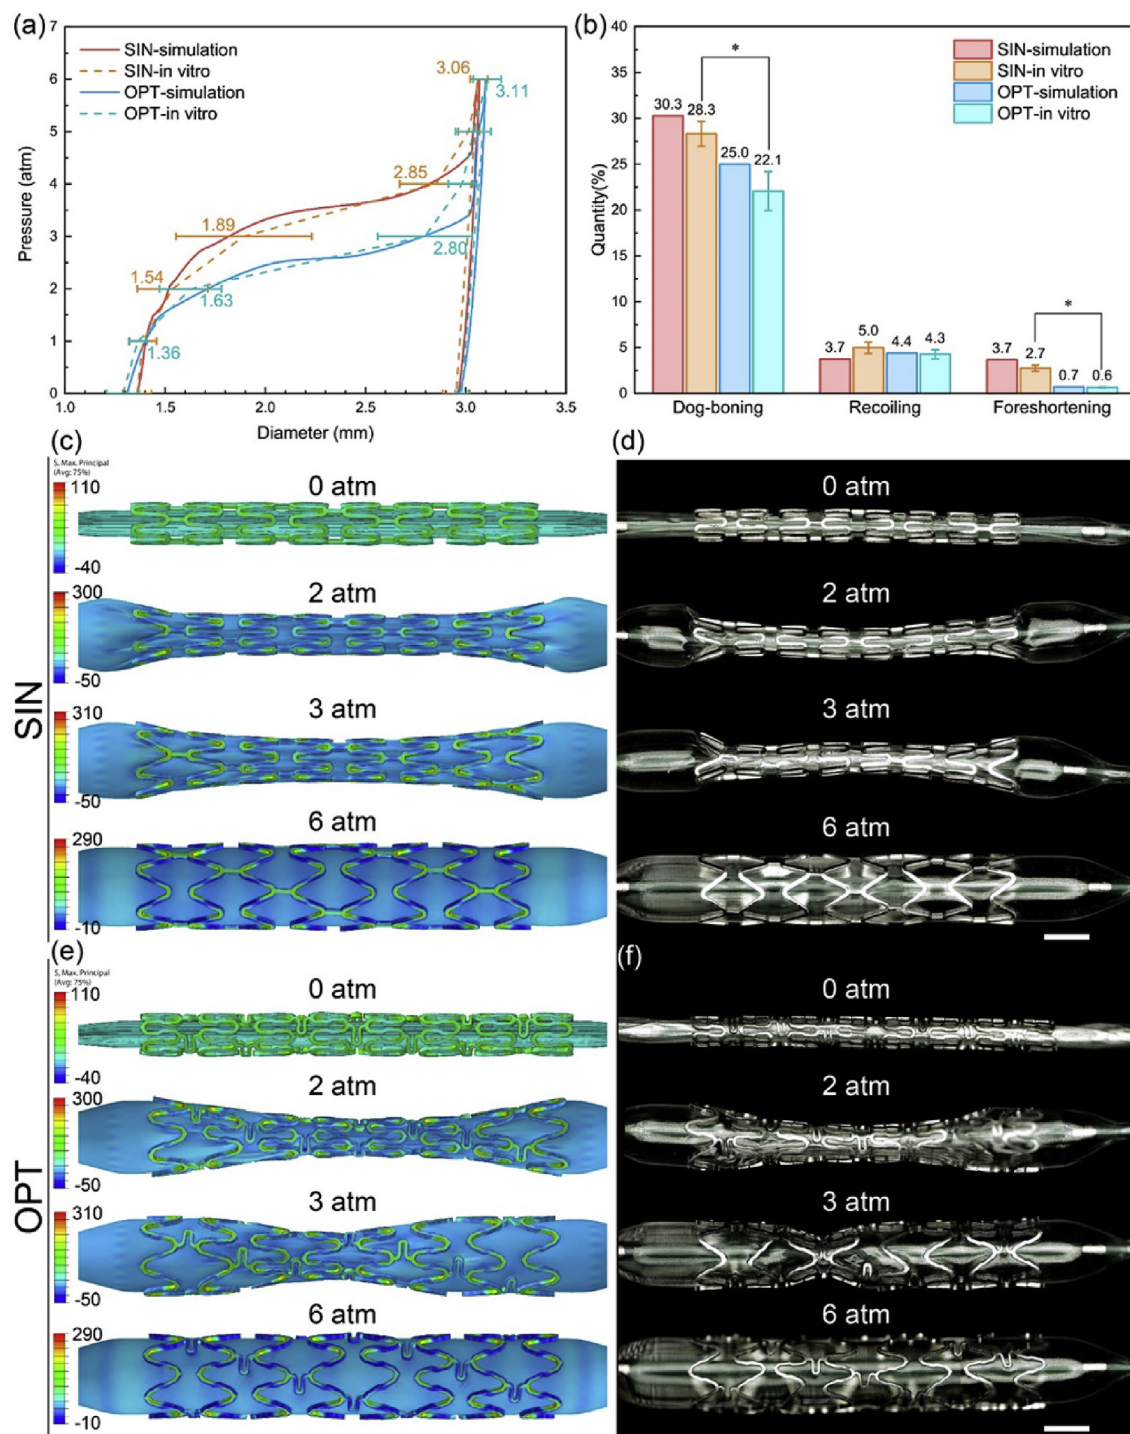 (a)
7
6
5
4
3
2
1
0
Pressure (atm)
SIN-simulation
SIN-in vitro
OPT-simulation
OPT-in vitro
3.06
3.11
2.85
1.89
2.80
1.54
1.63
1.36
1.0 1.5 2.0 2.5 3.0 3.5
Diameter (mm)
(b)
40
35
30
25
20
15
10
5
0
Quantity(%)
SIN-simulation
SIN-in vitro
OPT-simulation
OPT-in vitro
*
30.3 28.3 25.0 22.1
*
3.7 5.0 4.4 4.3 3.7 2.7 0.7 0.6
Dog-boning Recoiling Foreshortening
(c)
SIN
S, Max. Principal
(Avg: 75%)
110
-40
0 atm
300
-50
2 atm
310
-50
3 atm
290
-10
6 atm
(d)
0 atm
2 atm
3 atm
6 atm
(e)
OPT
S, Max. Principal
(Avg: 75%)
110
-40
0 atm
300
-50
2 atm
310
-50
3 atm
290
-10
6 atm
(f)
0 atm
2 atm
3 atm
6 atm